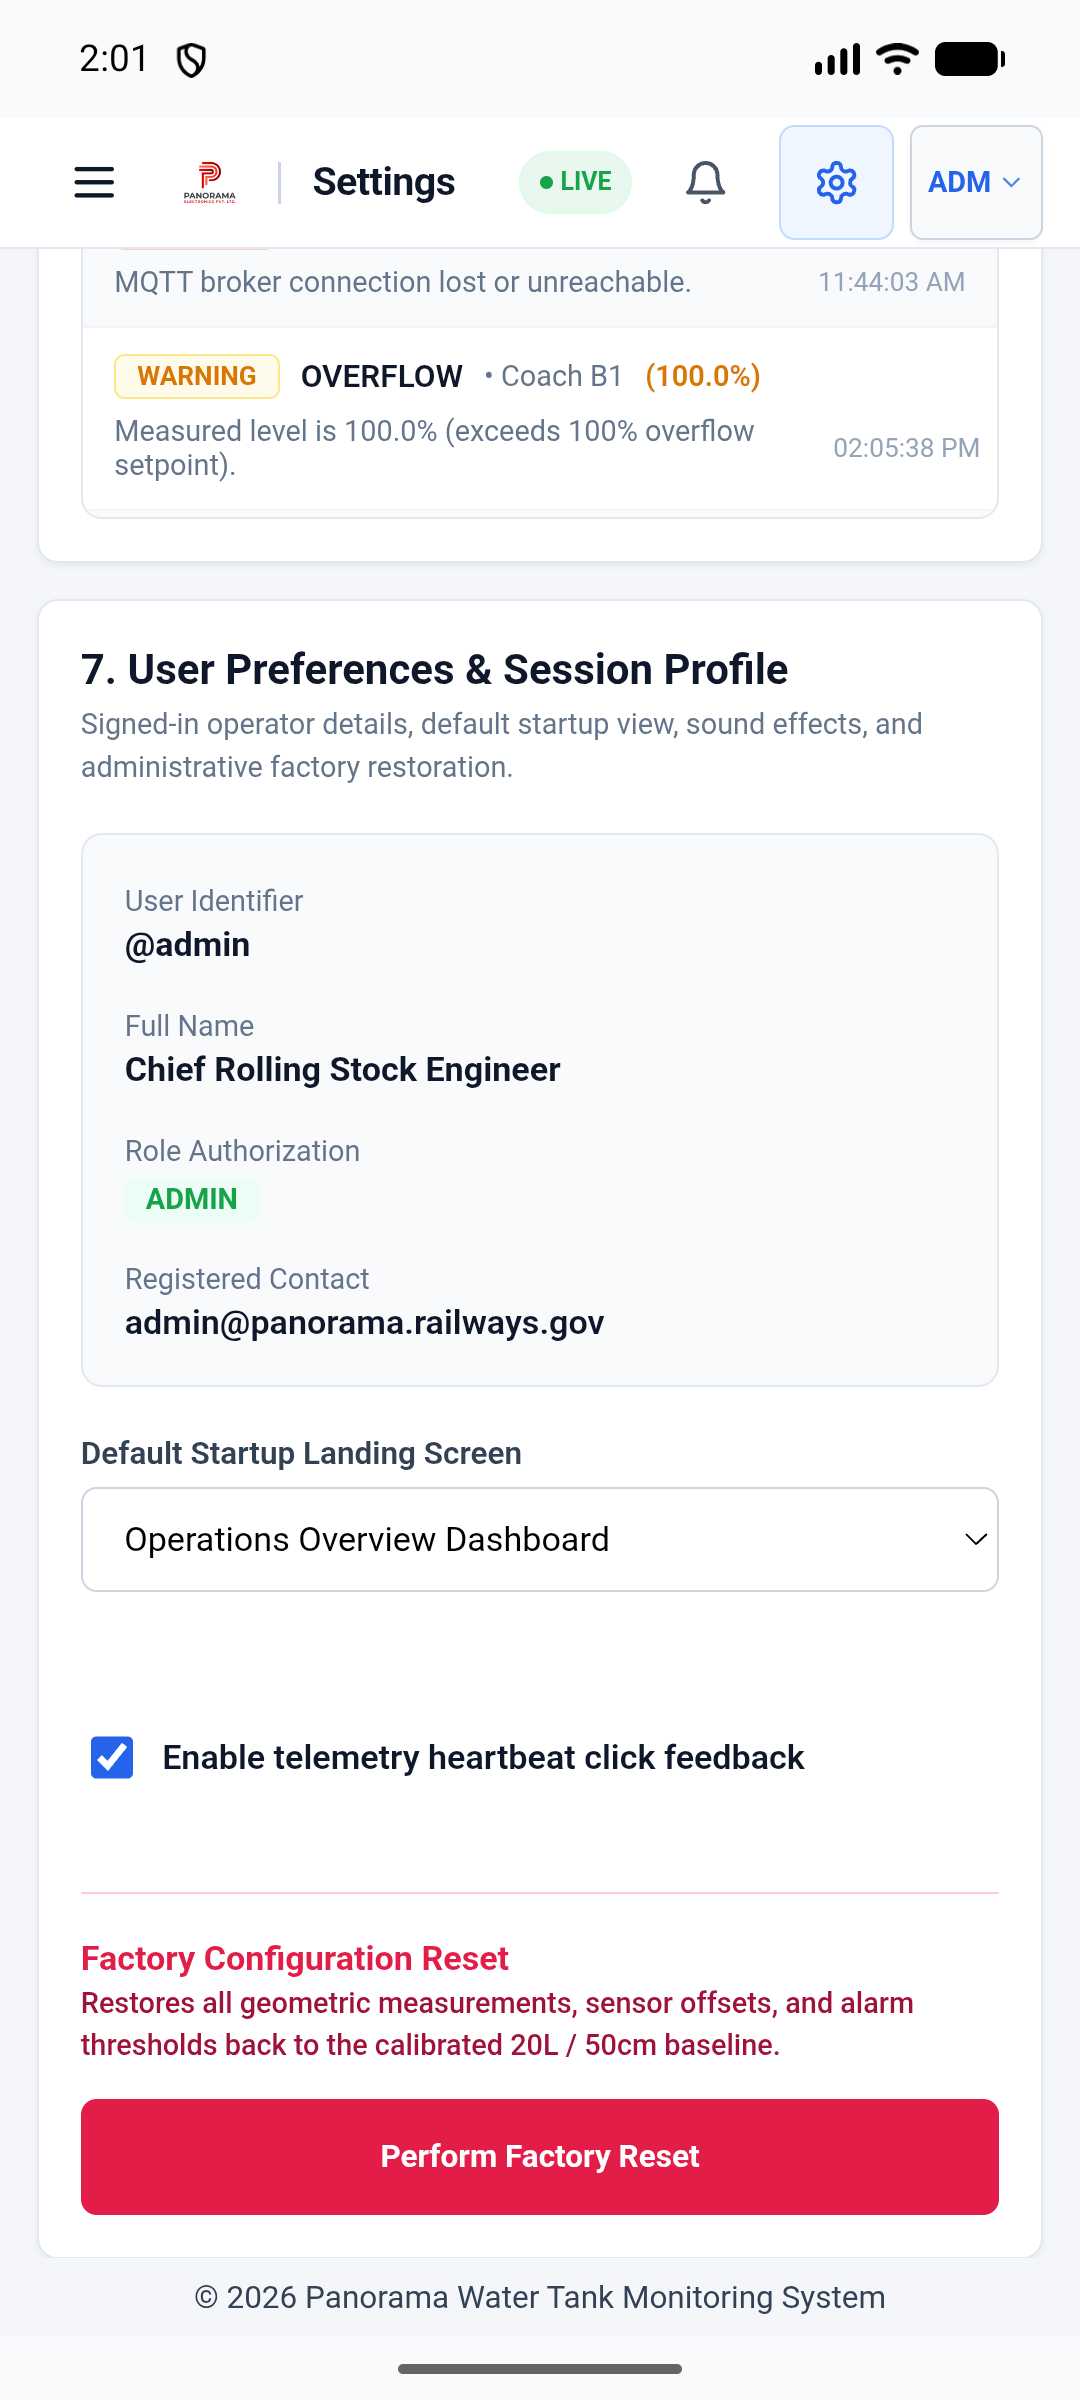 2:01
PANORAMA
ELECTRONICS PVT. LTD.
Settings
LIVE
ADM
MQTT broker connection lost or unreachable.
11:44:03 AM
WARNING OVERFLOW • Coach B1 (100.0%)
Measured level is 100.0% (exceeds 100% overflow
setpoint).
02:05:38 PM
7. User Preferences & Session Profile
Signed-in operator details, default startup view, sound effects, and
administrative factory restoration.
User Identifier
@admin
Full Name
Chief Rolling Stock Engineer
Role Authorization
ADMIN
Registered Contact
admin@panorama.railways.gov
Default Startup Landing Screen
Operations Overview Dashboard
Enable telemetry heartbeat click feedback
Factory Configuration Reset
Restores all geometric measurements, sensor offsets, and alarm
thresholds back to the calibrated 20L / 50cm baseline.
Perform Factory Reset
© 2026 Panorama Water Tank Monitoring System